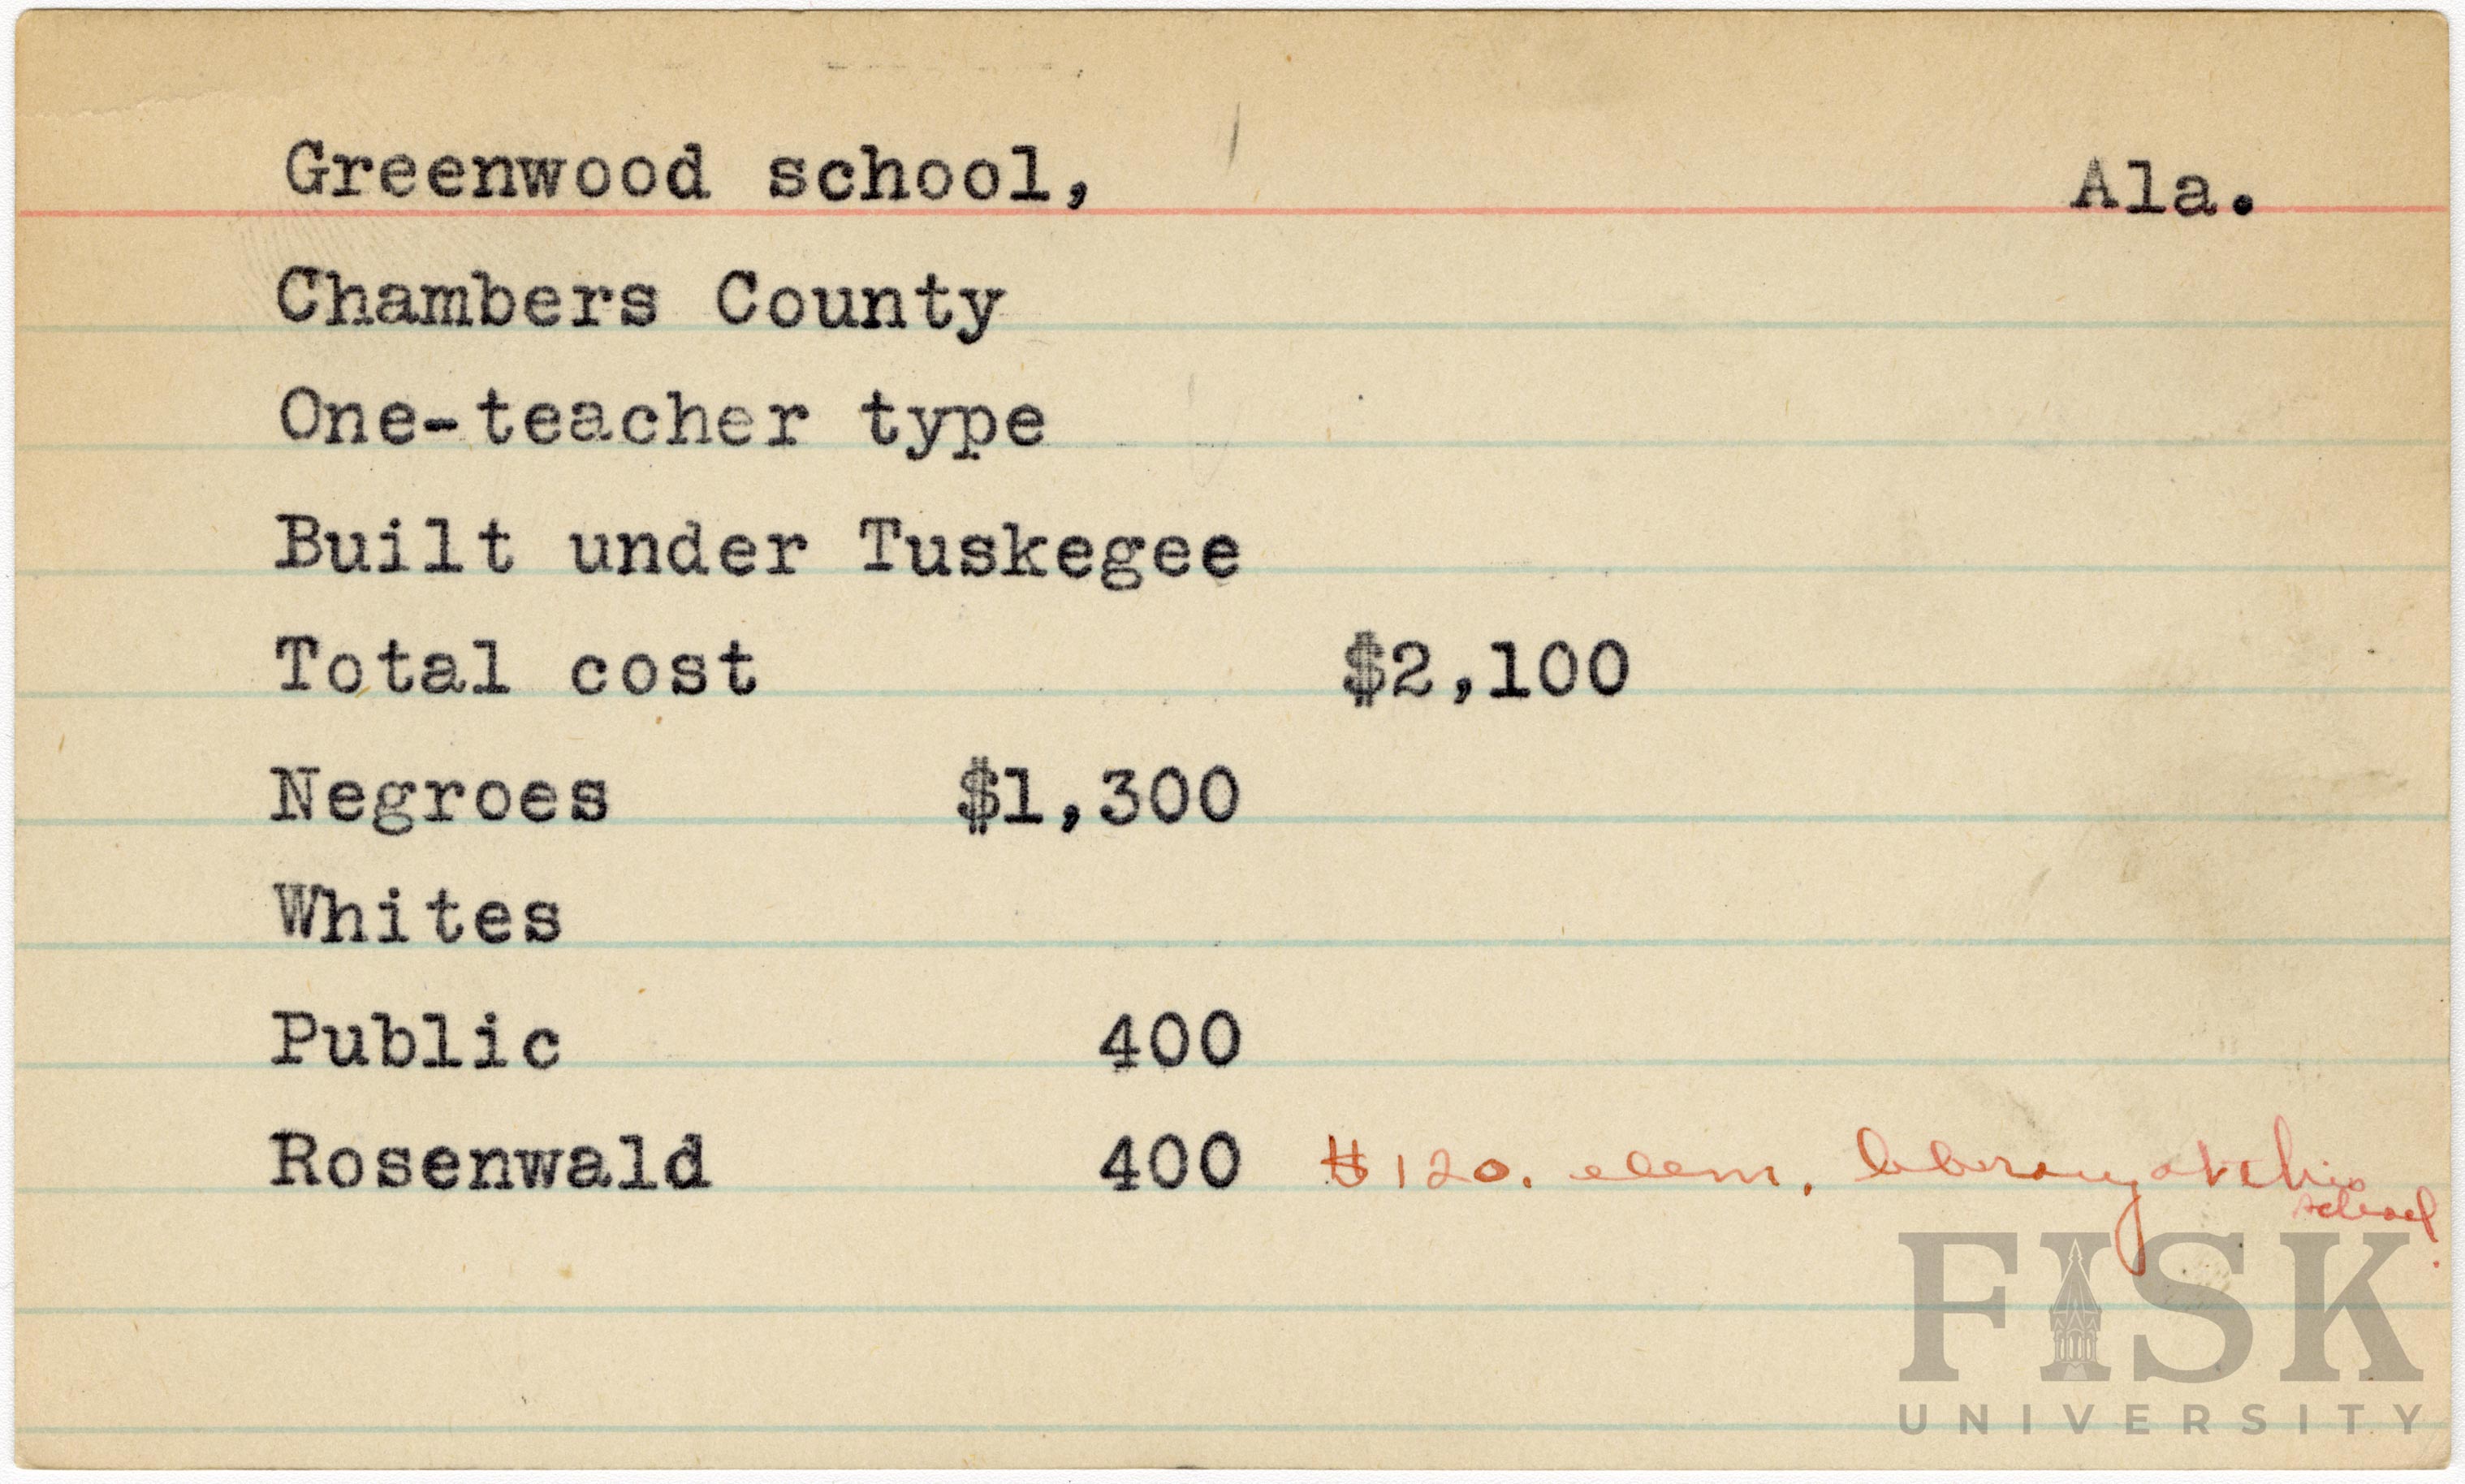 Greenwood school, Ala.
Chambers County
One-teacher type
Built under Tuskegee
Total cost $2,100
Negroes $1,300
Whites
Public 400
Rosenwald 400 $120. elem. library at this
school.
FISK
UNIVERSITY